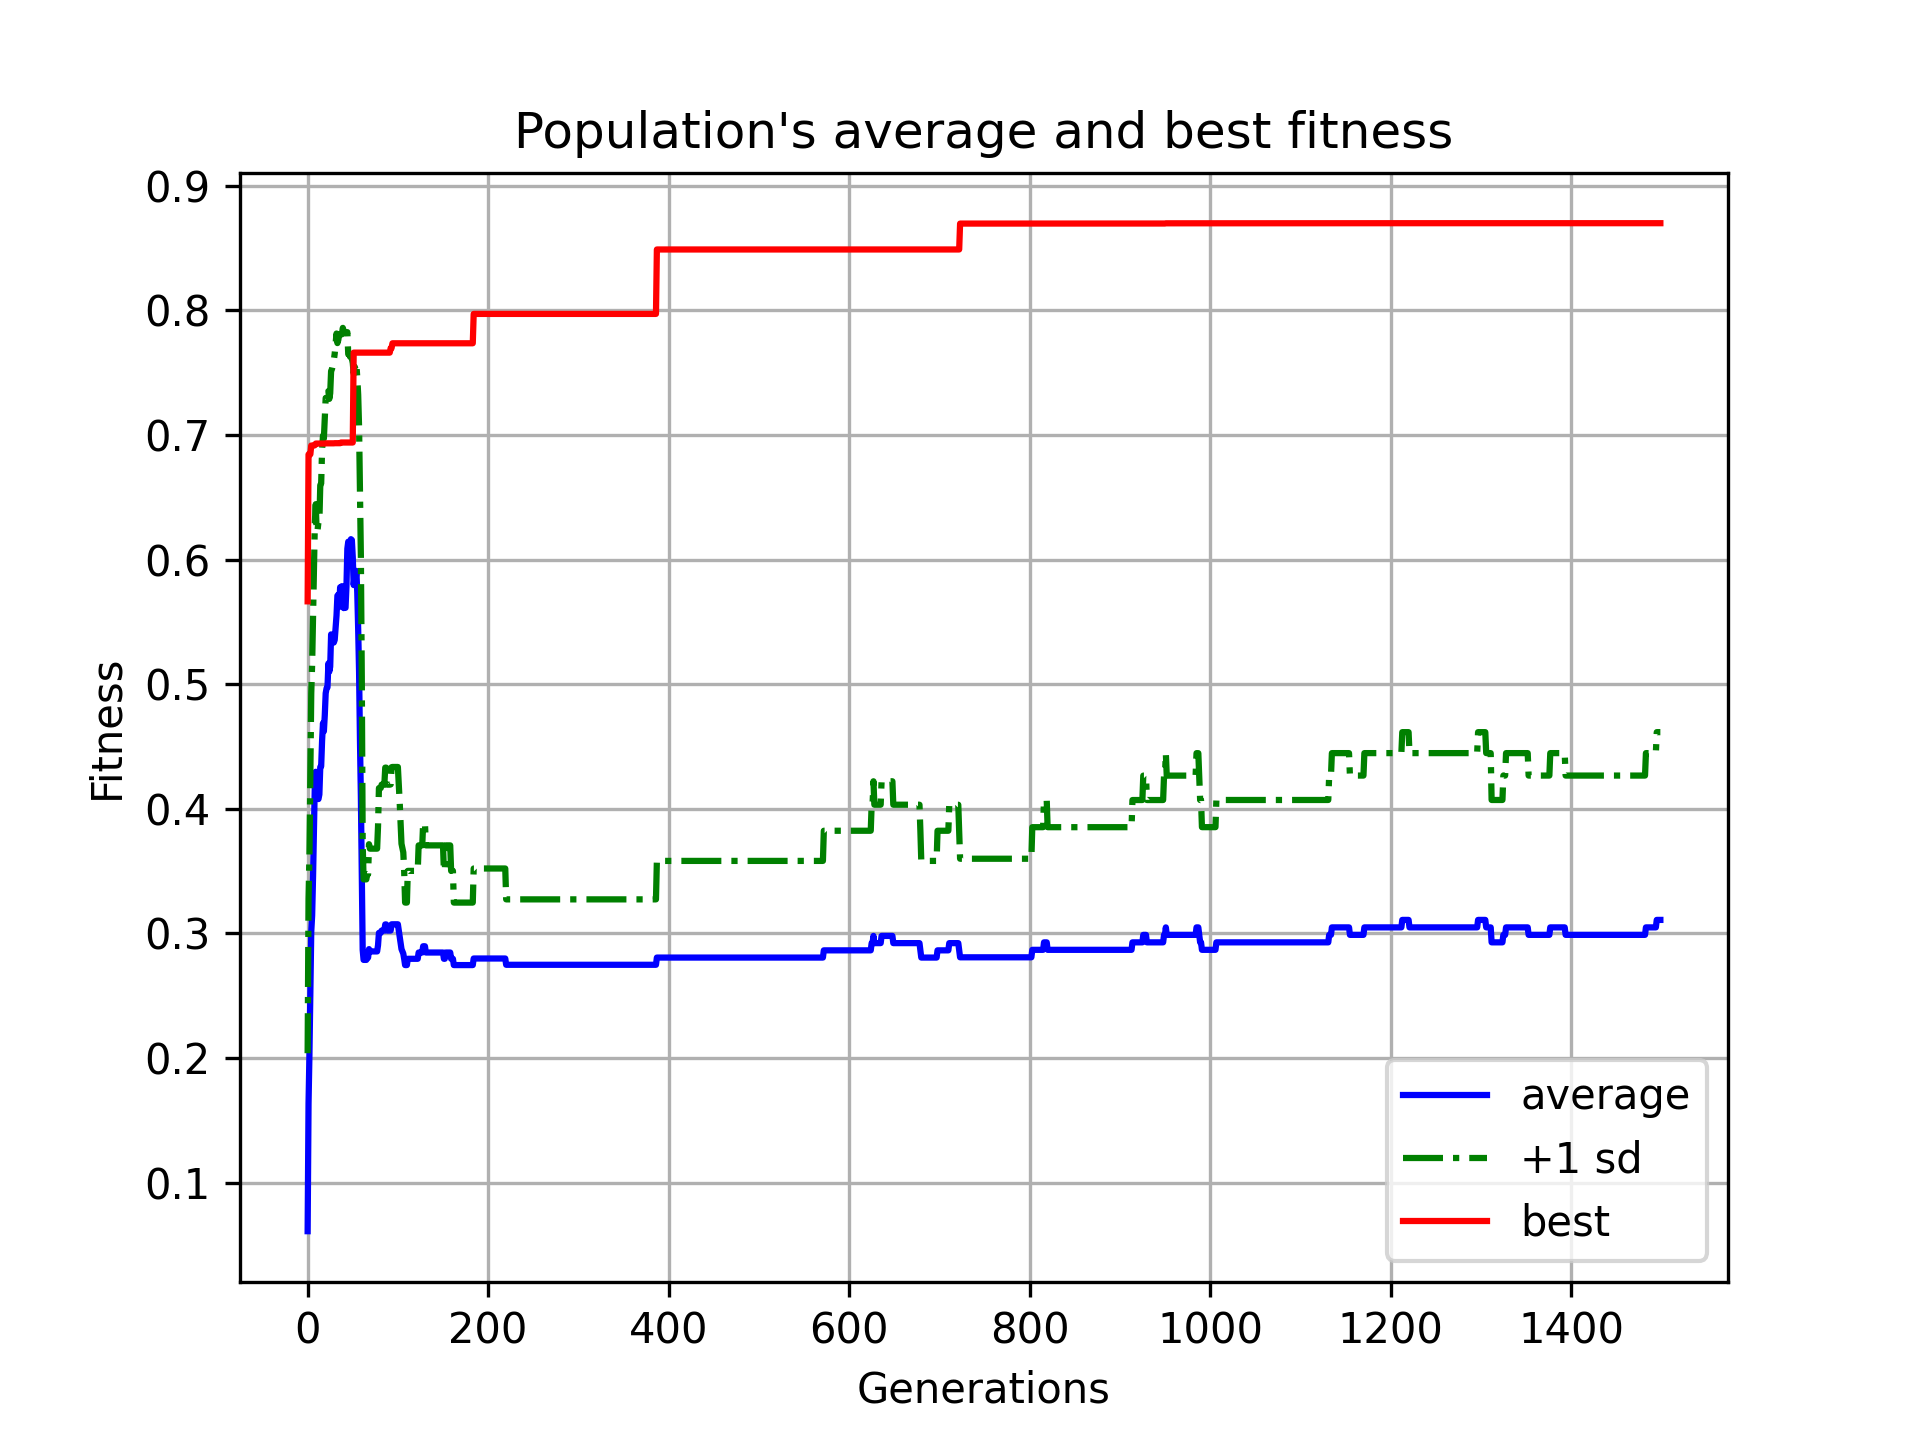 Population's average and best fitness
0.9
0.8
0.7
0.6
0.5
0.4
0.3
0.2
0.1
Fitness
average
+1 sd
best
0 200 400 600 800 1000 1200 1400
Generations